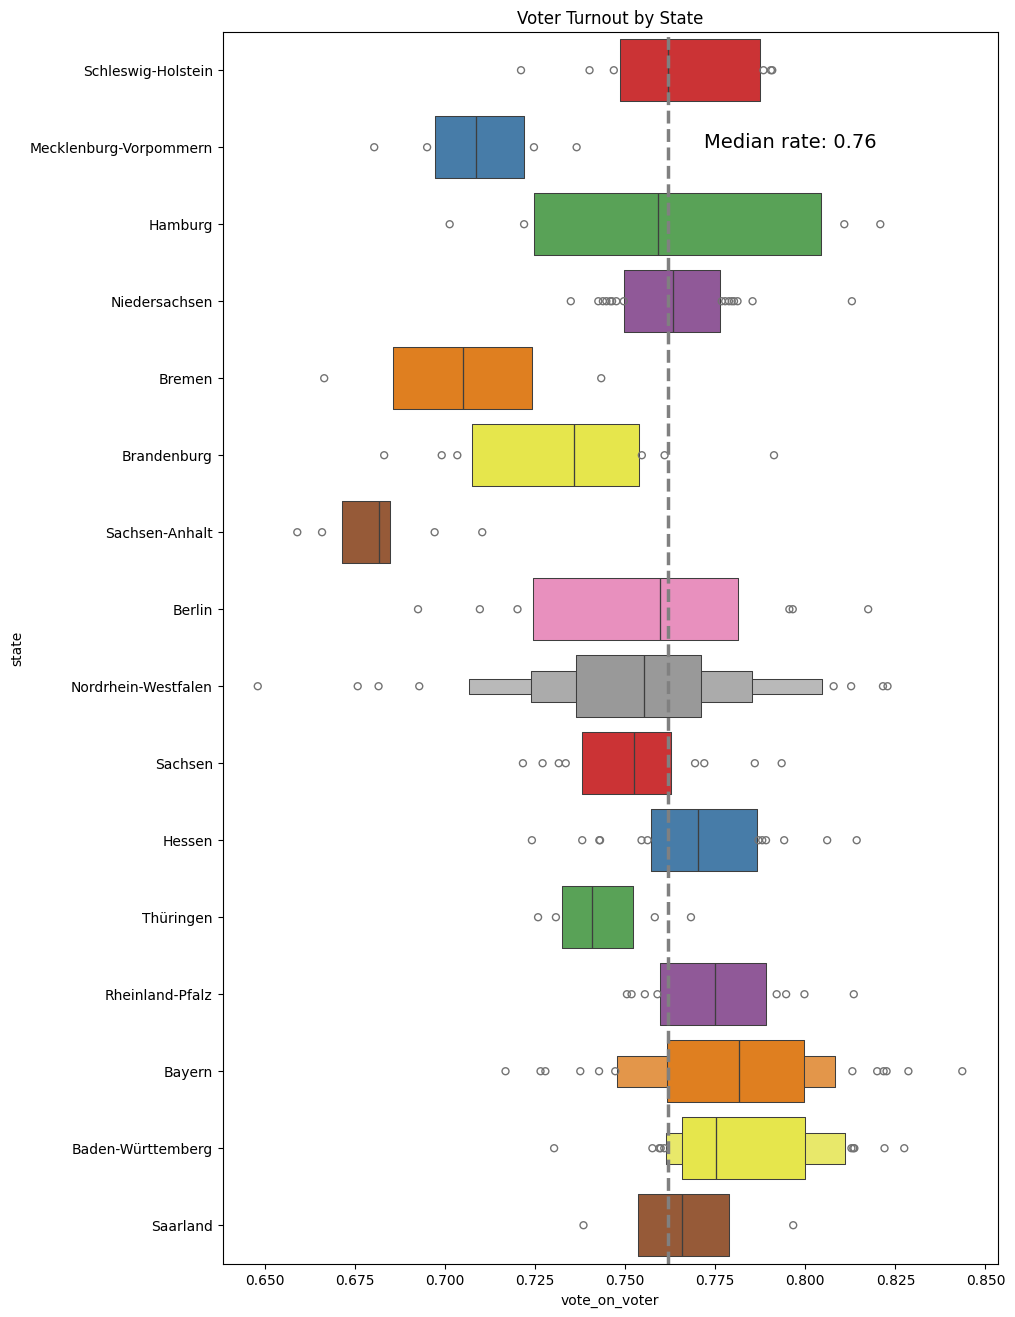 Voter Turnout by State
Schleswig-Holstein
Mecklenburg-Vorpommern
Median rate: 0.76
Hamburg
Niedersachsen
Bremen
Brandenburg
Sachsen-Anhalt
Berlin
state
Nordrhein-Westfalen
Sachsen
Hessen
Thüringen
Rheinland-Pfalz
Bayern
Baden-Württemberg
Saarland
0.650 0.675 0.700 0.725 0.750 0.775 0.800 0.825 0.850
vote_on_voter